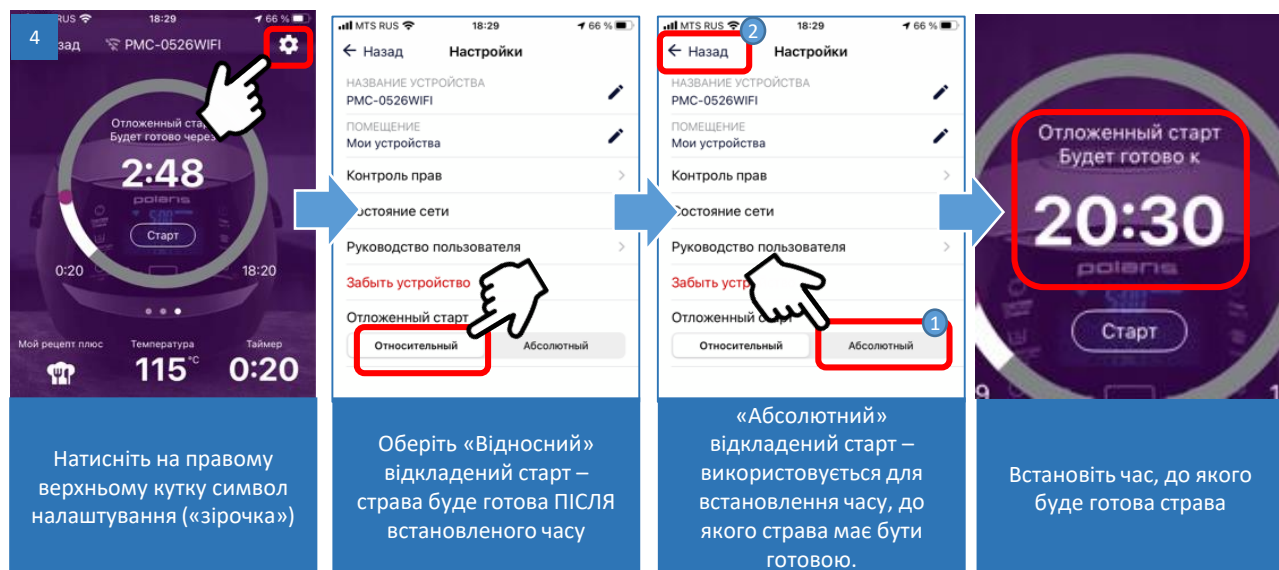 4
RUS 18:29 66 %
зад PMC-0526WIFI
Отложенный
Будет готово через
2:48
polaris
Старт
0:20 18:20
Мой рецепт плюс Температура Таймер
115°C 0:20
Натисніть на правому
верхньому кутку символ
налаштування («зірочка»)
MTS RUS 18:29 66 %
← Назад Настройки
НАЗВАНИЕ УСТРОЙСТВА
PMC-0526WIFI
ПОМЕЩЕНИЕ
Мои устройства
Контроль прав
Состояние сети
Руководство пользователя
Забыть устройство
Отложенный старт
Относительный Абсолютный
Оберіть «Відносний»
відкладений старт –
страва буде готова ПІСЛЯ
встановленого часу
MTS RUS 18:29 66 %
2
← Назад Настройки
НАЗВАНИЕ УСТРОЙСТВА
PMC-0526WIFI
ПОМЕЩЕНИЕ
Мои устройства
Контроль прав
Состояние сети
Руководство пользователя
Забыть
Отложенный
1
Относительный Абсолютный
«Абсолютний»
відкладений старт –
використовується для
встановлення часу, до
якого страва має бути
готовою.
Отложенный старт
Будет готово к
20:30
polaris
Старт
9 1
Встановіть час, до якого
буде готова страва